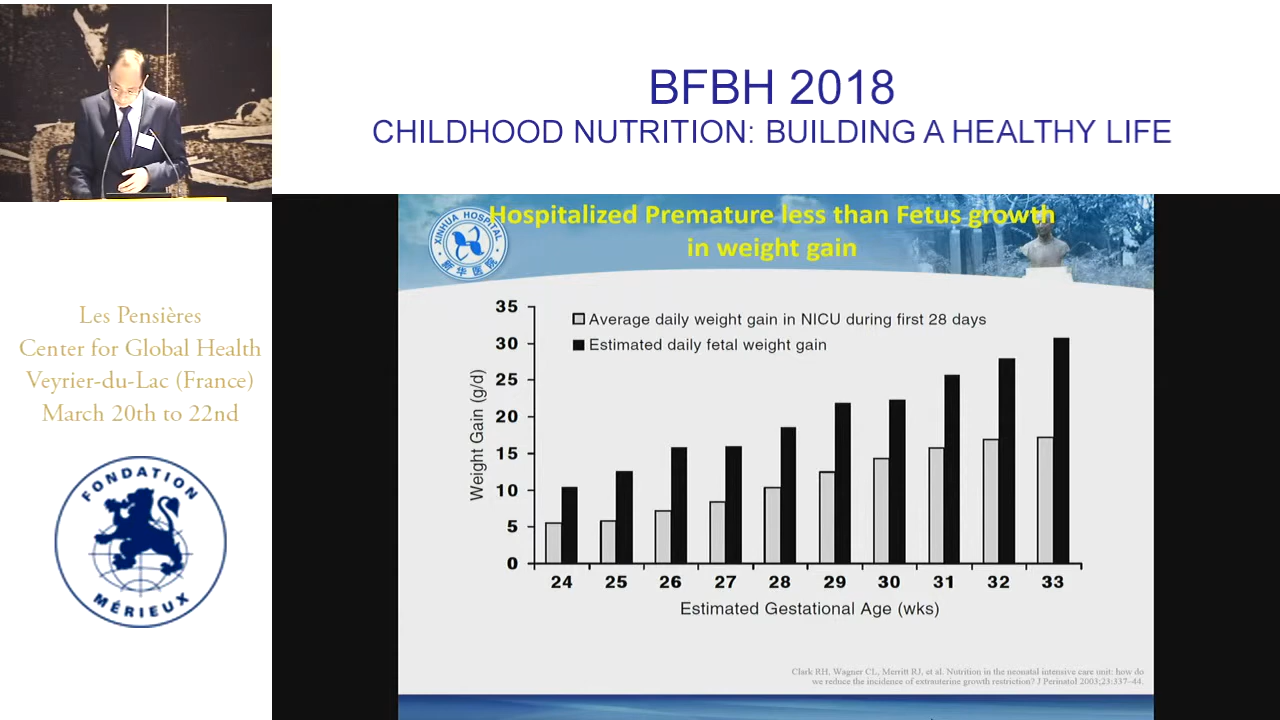 BFBH 2018
CHILDHOOD NUTRITION: BUILDING A HEALTHY LIFE
Les Pensières
Center for Global Health
Veyrier-du-Lac (France)
March 20th to 22nd
FONDATION
MÉRIEUX
XINHUA HOSPITAL
新华医院
Hospitalized Premature less than Fetus growth
in weight gain
Average daily weight gain in NICU during first 28 days
Estimated daily fetal weight gain
Weight Gain (g/d)
35
30
25
20
15
10
5
0
24 25 26 27 28 29 30 31 32 33
Estimated Gestational Age (wks)
Clark RH, Wagner CL, Merritt RJ, et al. Nutrition in the neonatal intensive care unit: how do
we reduce the incidence of extrauterine growth restriction? J Perinatol 2003;23:337–44.